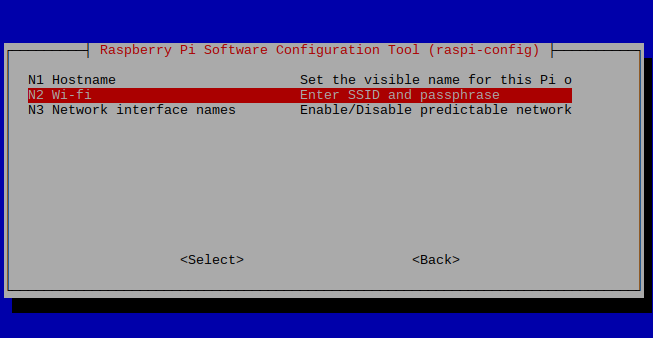 Raspberry Pi Software Configuration Tool (raspi-config)
N1 Hostname Set the visible name for this Pi o
N2 Wi-fi Enter SSID and passphrase
N3 Network interface names Enable/Disable predictable network
<Select> <Back>